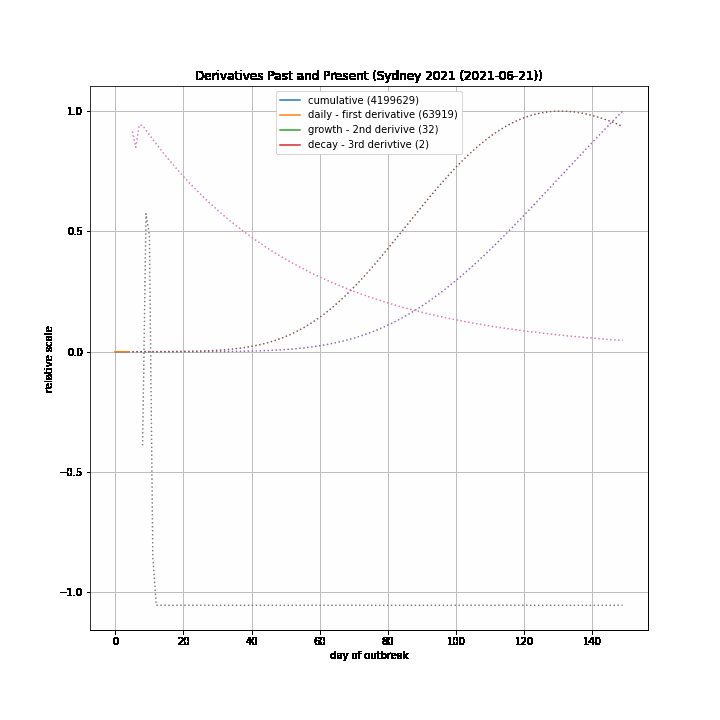 Derivatives Past and Present (Sydney 2021 (2021-06-21))
cumulative (4199629)
daily - first derivative (63919)
growth - 2nd derivive (32)
decay - 3rd derivtive (2)
1.0
0.5
0.0
−0.5
−1.0
relative scale
0 20 40 60 80 100 120 140
day of outbreak